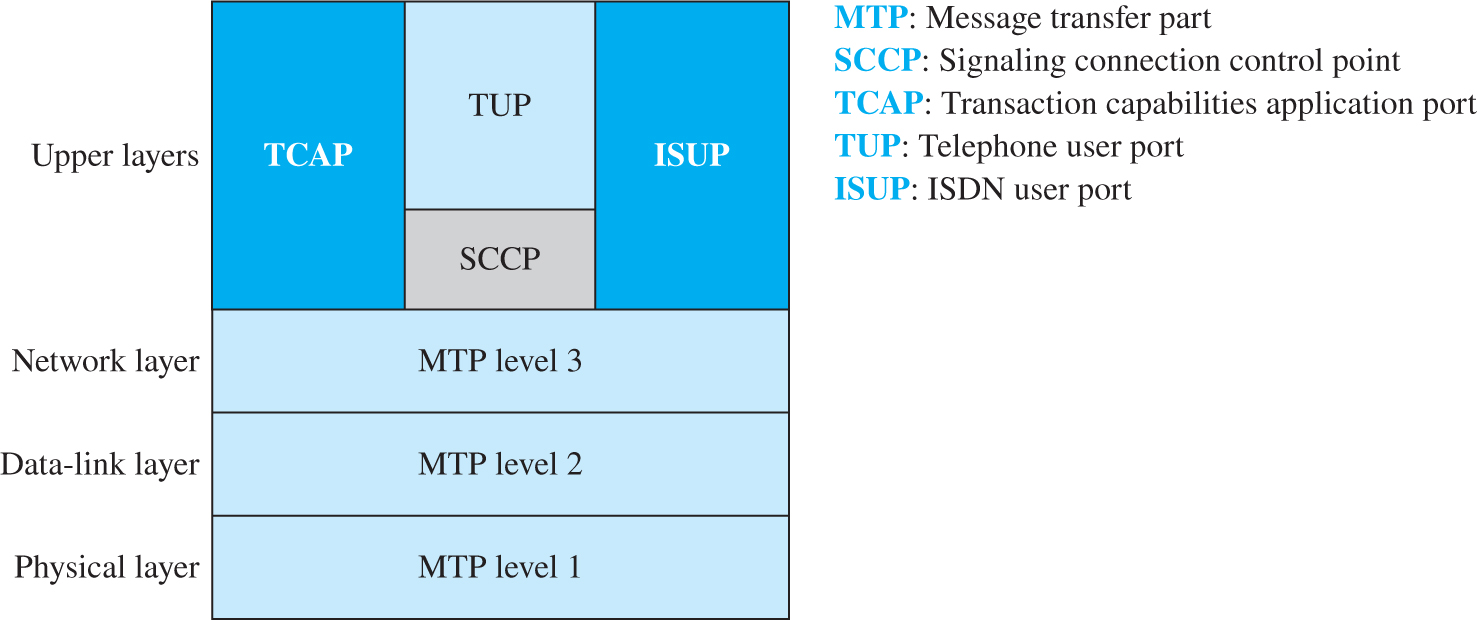 Upper layers
TCAP
TUP
SCCP
ISUP
Network layer
MTP level 3
Data-link layer
MTP level 2
Physical layer
MTP level 1
MTP: Message transfer part
SCCP: Signaling connection control point
TCAP: Transaction capabilities application port
TUP: Telephone user port
ISUP: ISDN user port